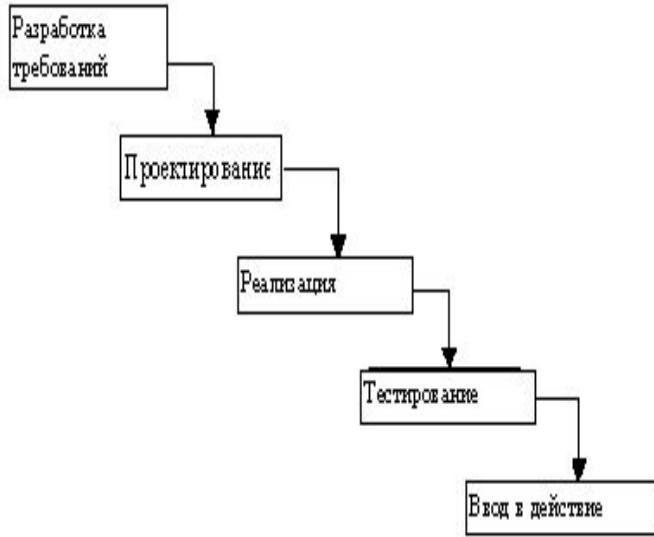 Разработка
требований
Проектирование
Реализация
Тестирование
Ввод в действие